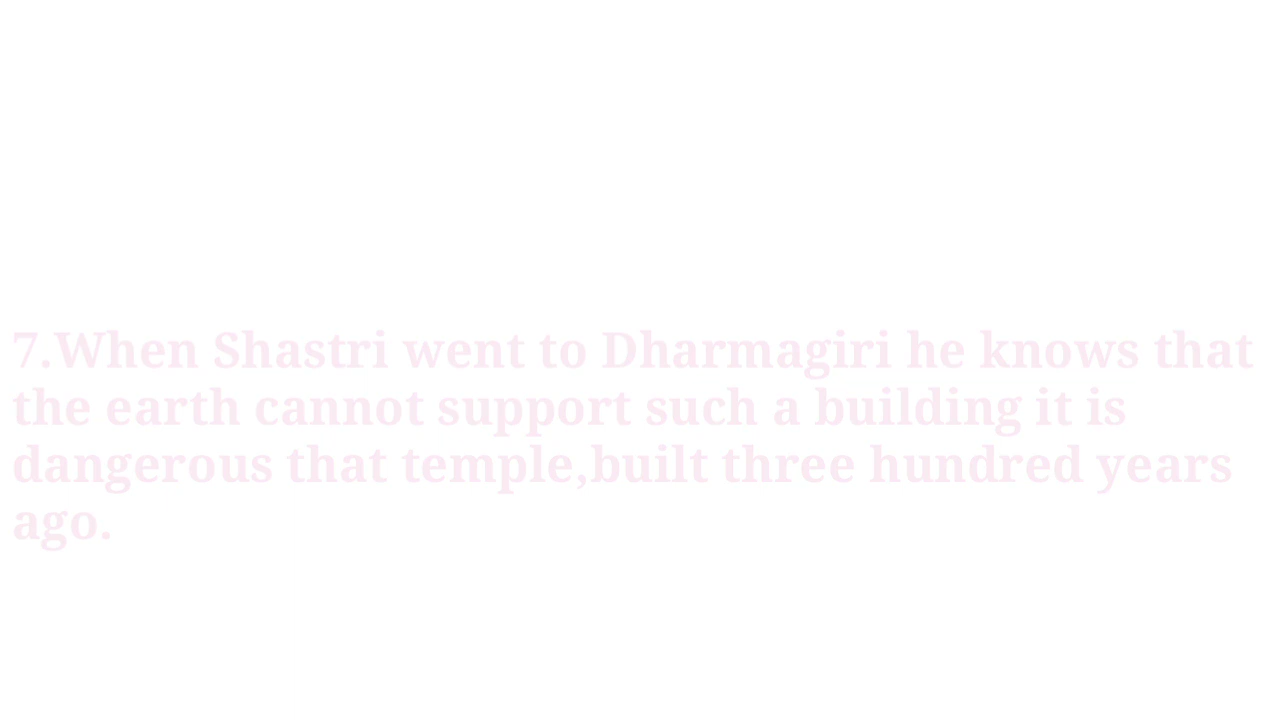 7.When Shastri went to Dharmagiri he knows that
the earth cannot support such a building it is
dangerous that temple,built three hundred years
ago.